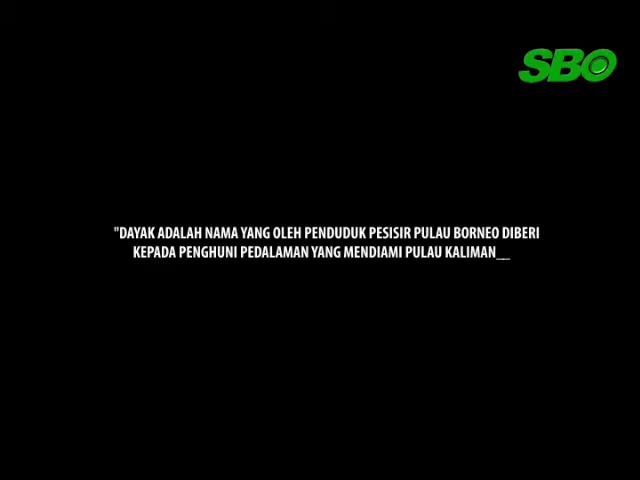 SBO
"DAYAK ADALAH NAMA YANG OLEH PENDUDUK PESISIR PULAU BORNEO DIBERI
KEPADA PENGHUNI PEDALAMAN YANG MENDIAMI PULAU KALIMAN__